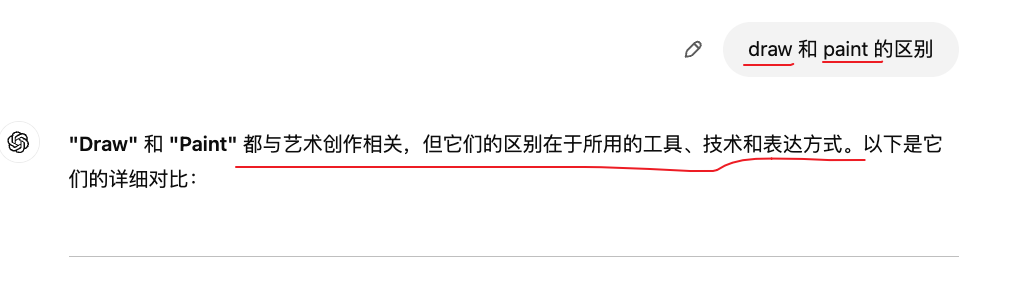 draw 和 paint 的区别
"Draw" 和 "Paint" 都与艺术创作相关，但它们的区别在于所用的工具、技术和表达方式。以下是它
们的详细对比：